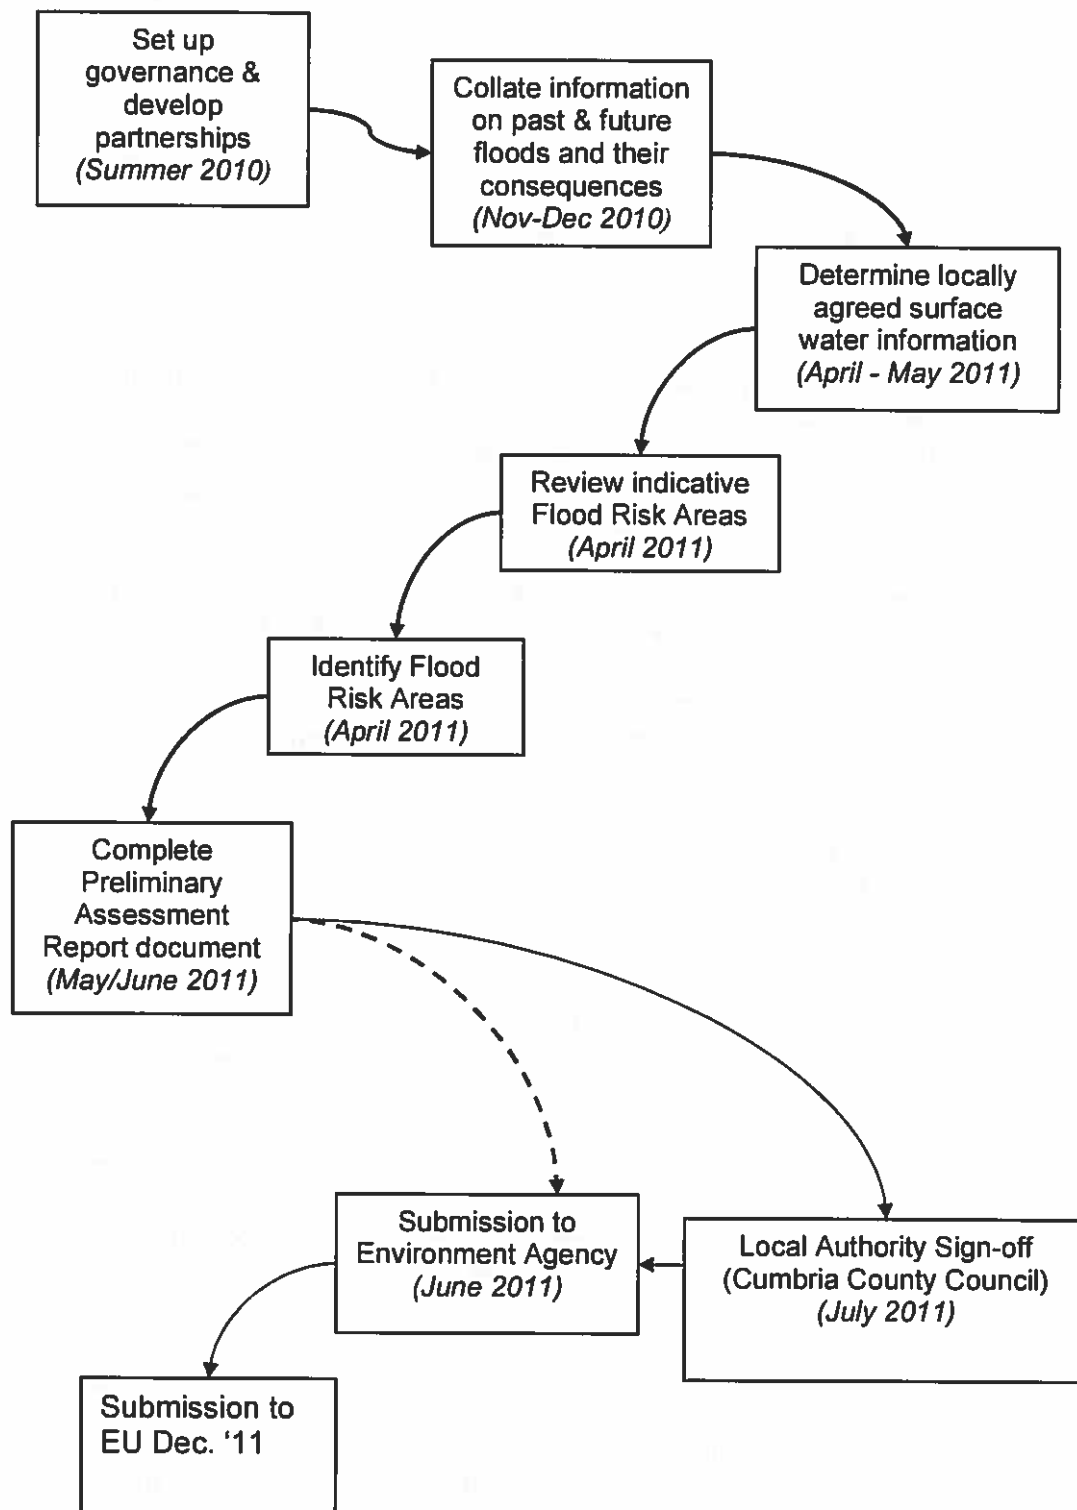 Set up
governance &
develop
partnerships
(Summer 2010)
Collate information
on past & future
floods and their
consequences
(Nov-Dec 2010)
Determine locally
agreed surface
water information
(April - May 2011)
Review indicative
Flood Risk Areas
(April 2011)
Identify Flood
Risk Areas
(April 2011)
Complete
Preliminary
Assessment
Report document
(May/June 2011)
Submission to
Environment Agency
(June 2011)
Local Authority Sign-off
(Cumbria County Council)
(July 2011)
Submission to
EU Dec. '11